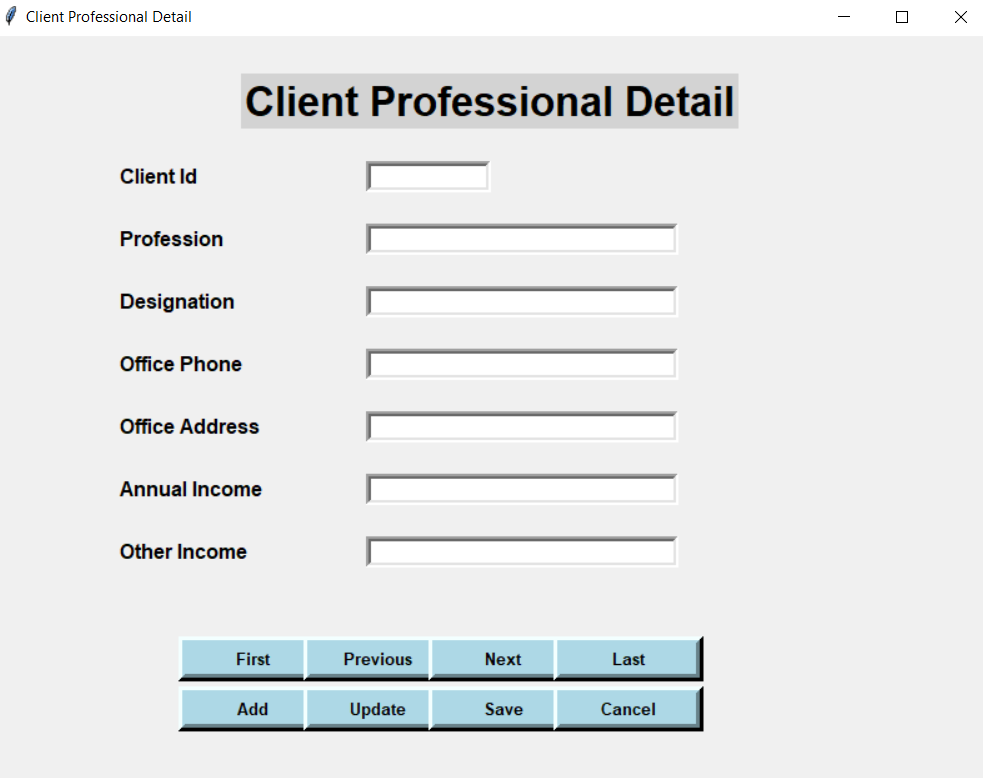 Client Professional Detail
Client Professional Detail
Client Id
Profession
Designation
Office Phone
Office Address
Annual Income
Other Income
First Previous Next Last
Add Update Save Cancel